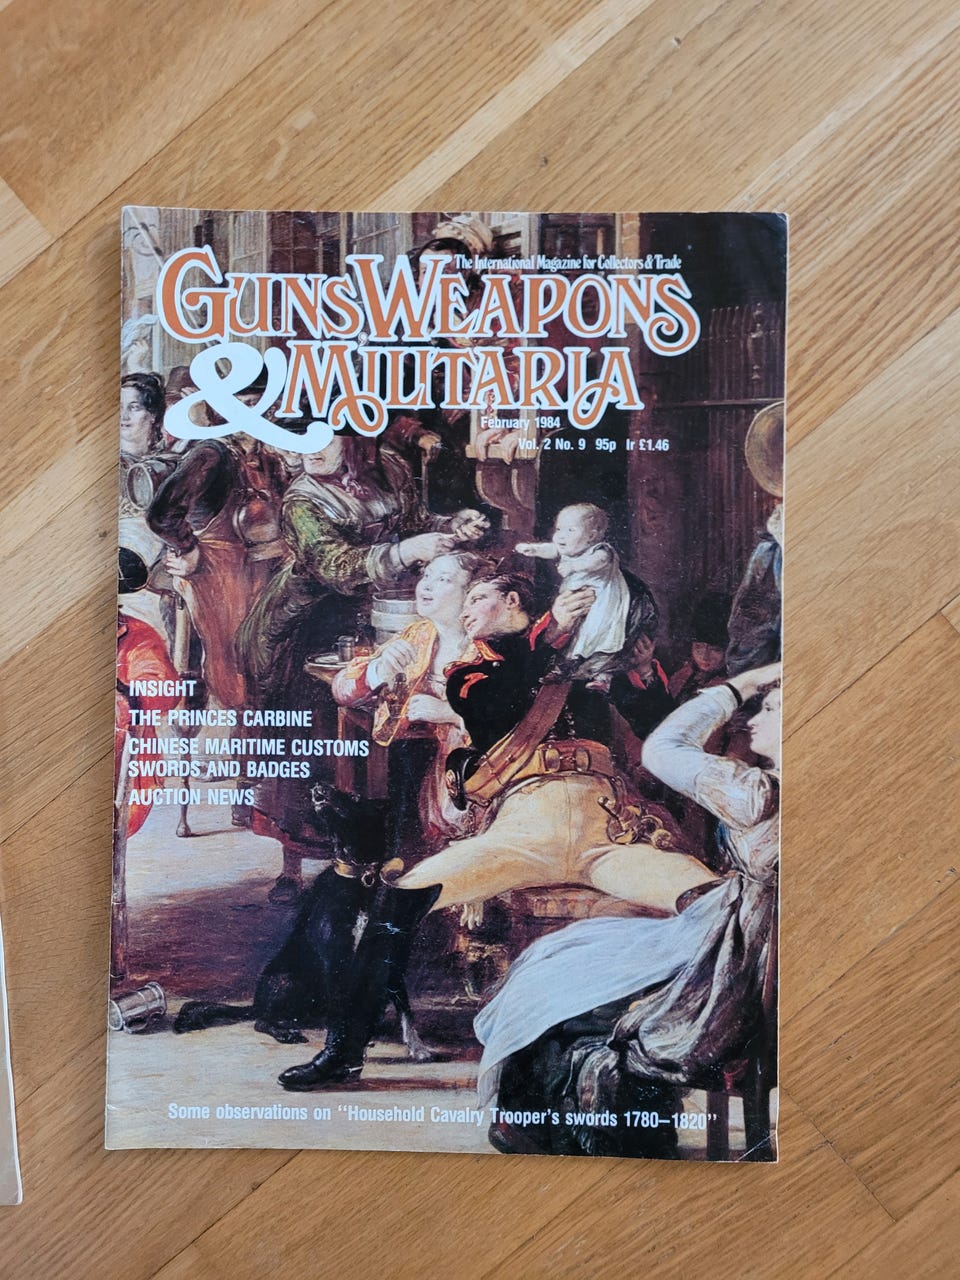 The International Magazine for Collectors & Trade
GUNS, WEAPONS
& MILITARIA
February 1984
Vol. 2 No. 9 95p Ir £1.46
INSIGHT
THE PRINCES CARBINE
CHINESE MARITIME CUSTOMS
SWORDS AND BADGES
AUCTION NEWS
Some observations on “Household Cavalry Trooper's swords 1780–1820”